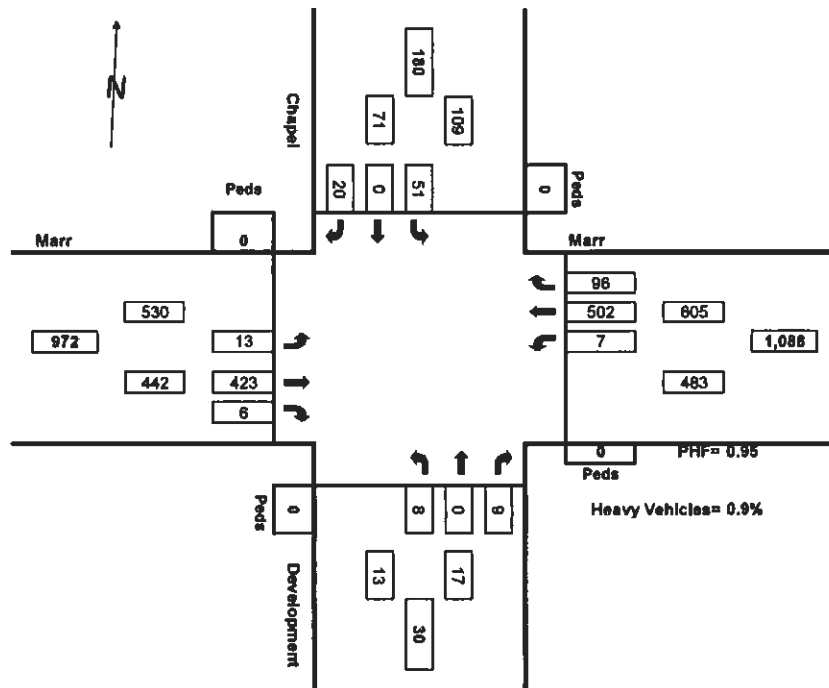 N
180
Chapel
71
109
20
0
51
Peds
0
Peds
0
Marr
Marr
96
530
502
605
972
13
7
1,088
442
423
483
6
0
PHF= 0.95
Peds
Peds
0
8
0
9
Heavy Vehicles= 0.9%
Development
13
17
30